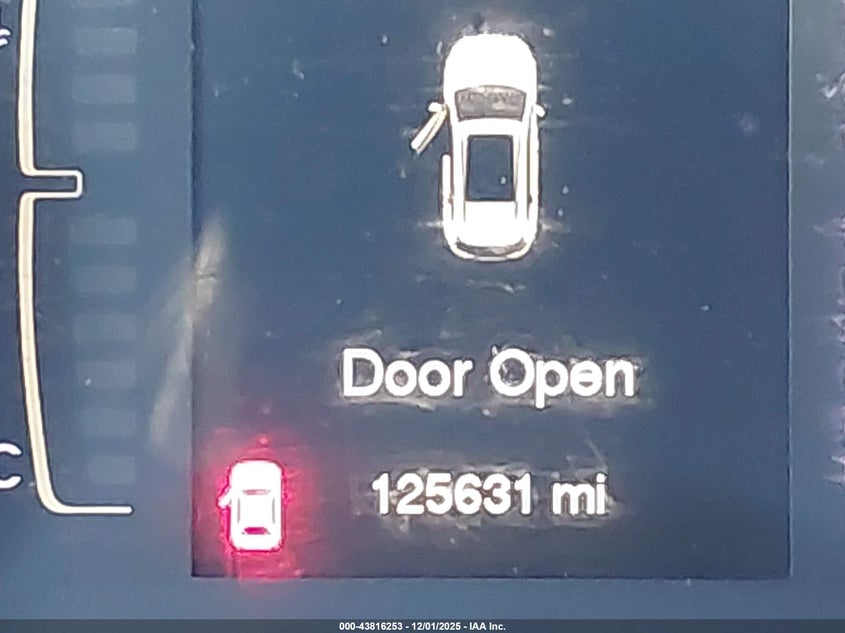 Door Open
125631 mi
C
000-43816253 - 12/01/2025 - IAA Inc.